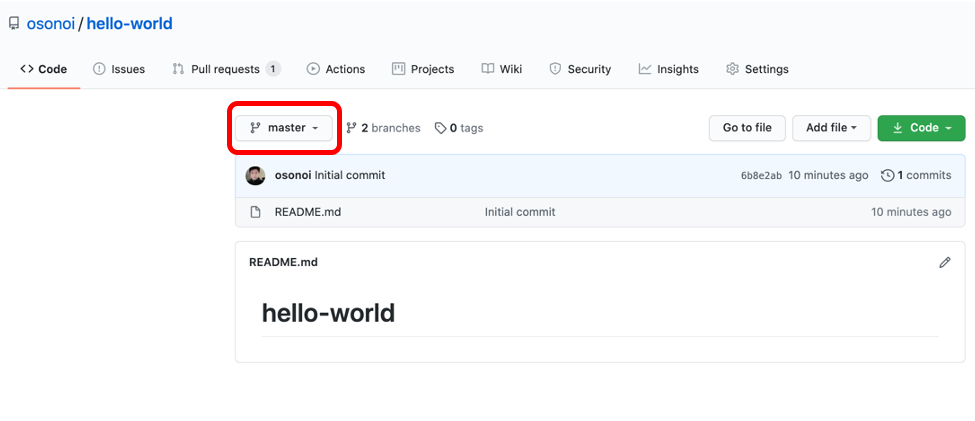 osonoi / hello-world
Code Issues Pull requests 1 Actions Projects Wiki Security Insights Settings
master 2 branches 0 tags Go to file Add file Code
osonoi Initial commit 6b8e2ab 10 minutes ago 1 commits
README.md Initial commit 10 minutes ago
README.md
hello-world